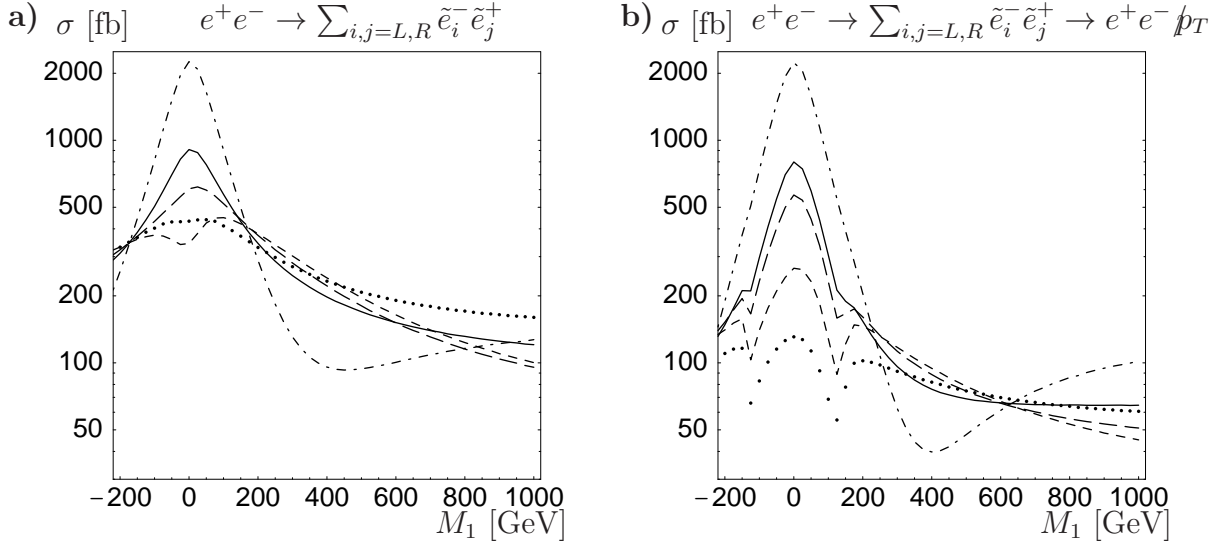 a) σ [fb] e⁺e⁻ → ∑_{i,j=L,R} ẽ_i⁻ ẽ_j⁺
2000
1000
500
200
100
50
−200 0 200 400 600 800 1000
M₁ [GeV]
b) σ [fb] e⁺e⁻ → ∑_{i,j=L,R} ẽ_i⁻ ẽ_j⁺ → e⁺e⁻ p̸_T
2000
1000
500
200
100
50
−200 0 200 400 600 800 1000
M₁ [GeV]